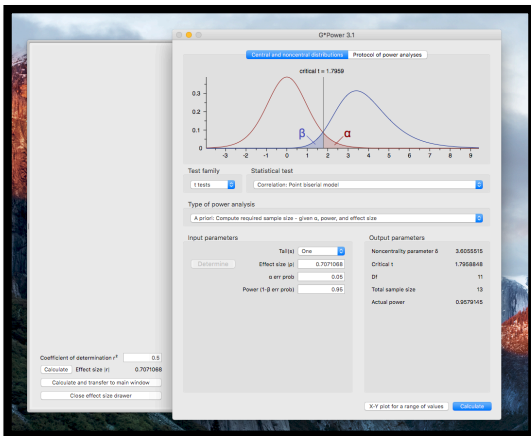 G*Power 3.1
Central and noncentral distributions Protocol of power analyses
critical t = 1.7959
0.3
0.2
0.1
0
β α
-3 -2 -1 0 1 2 3 4 5 6 7 8 9
Test family Statistical test
t tests Correlation: Point biserial model
Type of power analysis
A priori: Compute required sample size - given α, power, and effect size
Input parameters Output parameters
Tail(s) One Noncentrality parameter δ 3.6055515
Determine Effect size |ρ| 0.7071068 Critical t 1.7958848
α err prob 0.05 Df 11
Power (1-β err prob) 0.95 Total sample size 13
Actual power 0.9579145
Coefficient of determination r² 0.5
Calculate Effect size |r| 0.7071068
Calculate and transfer to main window
Close effect size drawer
X-Y plot for a range of values Calculate